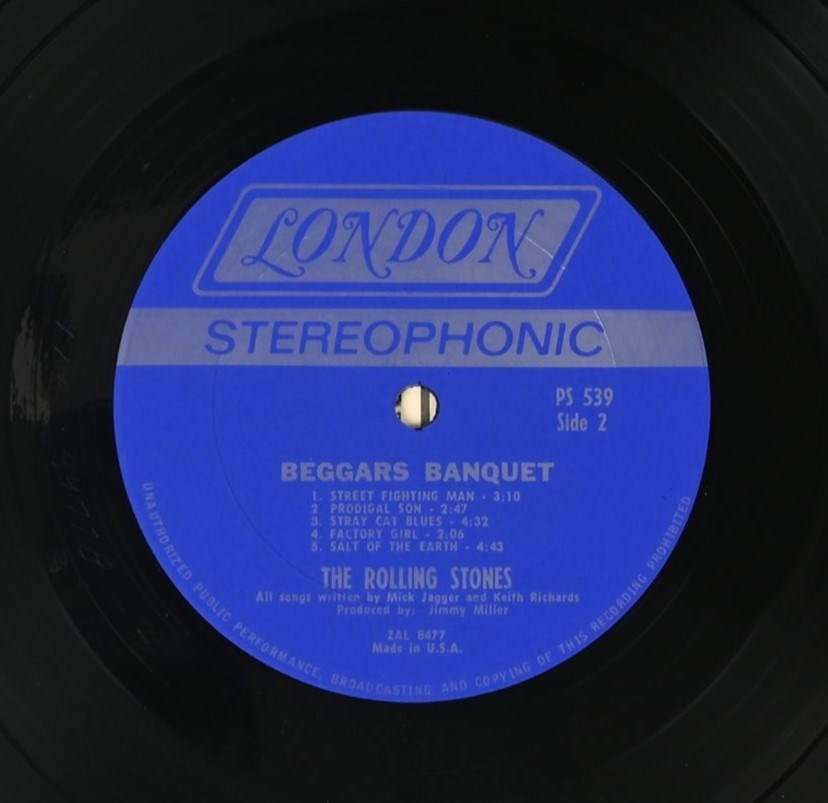 LONDON
STEREOPHONIC
PS 539
Side 2
BEGGARS BANQUET
1. STREET FIGHTING MAN - 3:10
2 PRODIGAL SON - 2:47
3. STRAY CAT BLUES - 4:32
4. FACTORY GIRL - 2:06
5. SALT OF THE EARTH - 4:43
THE ROLLING STONES
All songs written by Mick Jagger and Keith Richards
Produced by: Jimmy Miller
ZAL 8477
Made in U.S.A.
UNAUTHORIZED PUBLIC PERFORMANCE, BROADCASTING AND COPYING OF THIS RECORDING PROHIBITED